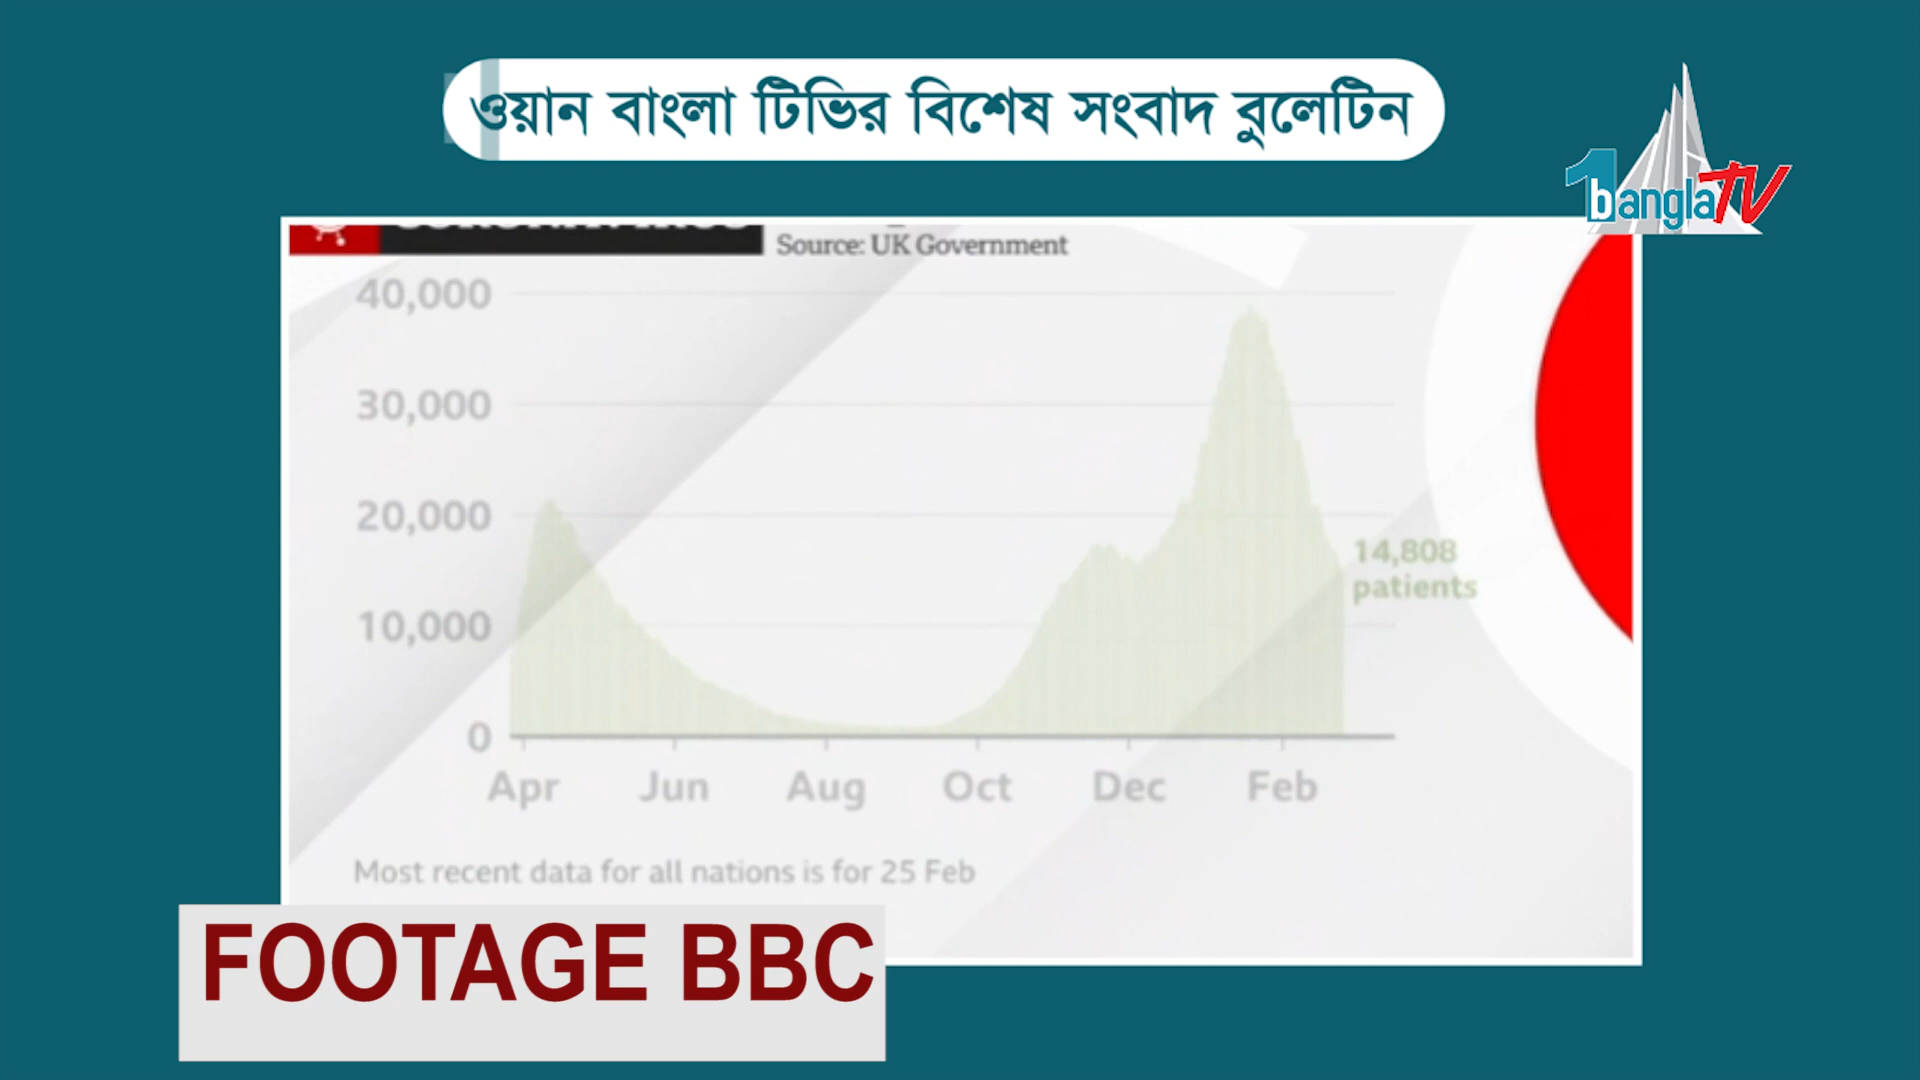 ওয়ান বাংলা টিভির বিশেষ সংবাদ বুলেটিন
1banglaTV
Source: UK Government
40,000
30,000
20,000
14,808
patients
10,000
0
Apr Jun Aug Oct Dec Feb
Most recent data for all nations is for 25 Feb
FOOTAGE BBC